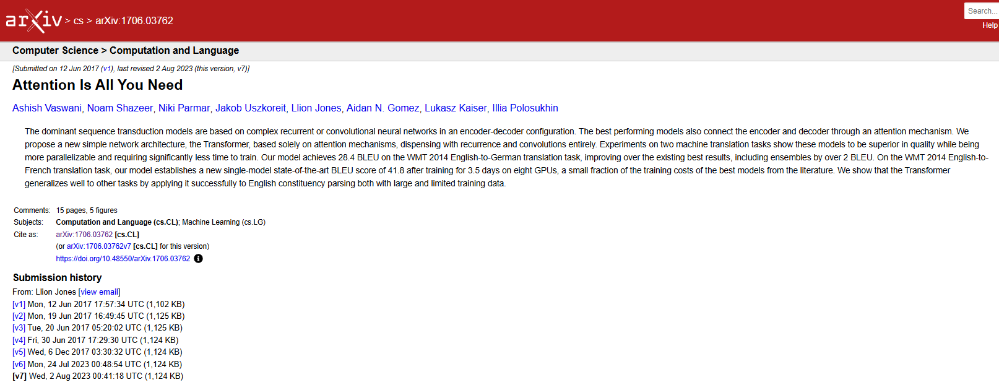 arXiv > cs > arXiv:1706.03762
Search...
Help
Computer Science > Computation and Language
[Submitted on 12 Jun 2017 (v1), last revised 2 Aug 2023 (this version, v7)]
Attention Is All You Need
Ashish Vaswani, Noam Shazeer, Niki Parmar, Jakob Uszkoreit, Llion Jones, Aidan N. Gomez, Lukasz Kaiser, Illia Polosukhin
The dominant sequence transduction models are based on complex recurrent or convolutional neural networks in an encoder-decoder configuration. The best performing models also connect the encoder and decoder through an attention mechanism. We
propose a new simple network architecture, the Transformer, based solely on attention mechanisms, dispensing with recurrence and convolutions entirely. Experiments on two machine translation tasks show these models to be superior in quality while being
more parallelizable and requiring significantly less time to train. Our model achieves 28.4 BLEU on the WMT 2014 English-to-German translation task, improving over the existing best results, including ensembles by over 2 BLEU. On the WMT 2014 English-to-
French translation task, our model establishes a new single-model state-of-the-art BLEU score of 41.8 after training for 3.5 days on eight GPUs, a small fraction of the training costs of the best models from the literature. We show that the Transformer
generalizes well to other tasks by applying it successfully to English constituency parsing both with large and limited training data.
Comments: 15 pages, 5 figures
Subjects: Computation and Language (cs.CL); Machine Learning (cs.LG)
Cite as: arXiv:1706.03762 [cs.CL]
(or arXiv:1706.03762v7 [cs.CL] for this version)
https://doi.org/10.48550/arXiv.1706.03762
Submission history
From: Llion Jones [view email]
[v1] Mon, 12 Jun 2017 17:57:34 UTC (1,102 KB)
[v2] Mon, 19 Jun 2017 16:49:45 UTC (1,125 KB)
[v3] Tue, 20 Jun 2017 05:20:02 UTC (1,125 KB)
[v4] Fri, 30 Jun 2017 17:29:30 UTC (1,124 KB)
[v5] Wed, 6 Dec 2017 03:30:32 UTC (1,124 KB)
[v6] Mon, 24 Jul 2023 00:48:54 UTC (1,124 KB)
[v7] Wed, 2 Aug 2023 00:41:18 UTC (1,124 KB)